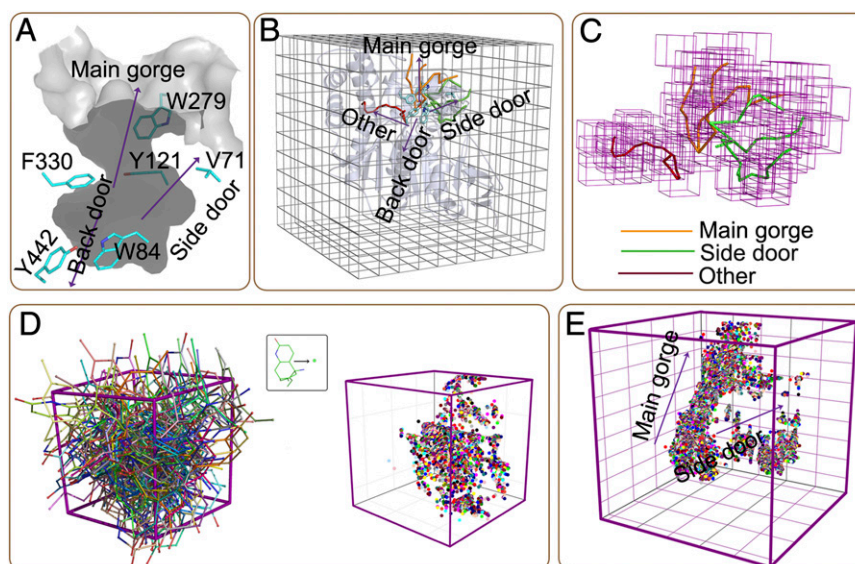 A
Main gorge
W279
F330
Y121
V71
Back door
Side door
Y442
W84
B
Main gorge
Other
Back door
Side door
C
Main gorge
Side door
Other
D
E
Main gorge
Side door